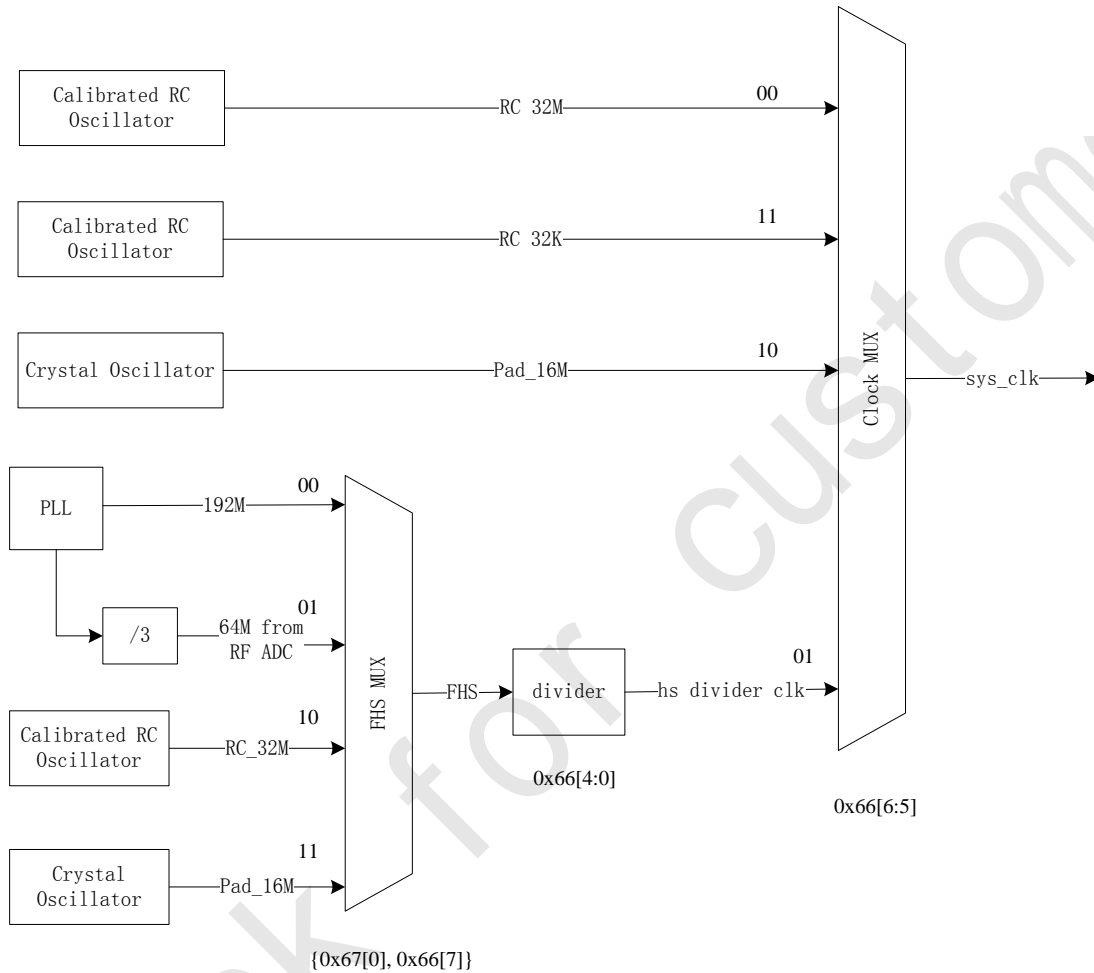 Calibrated RC
Oscillator
RC 32M
00
Calibrated RC
Oscillator
RC 32K
11
Crystal Oscillator
Pad_16M
10
Clock MUX
sys_clk
PLL
192M
00
/3
64M from
RF ADC
01
Calibrated RC
Oscillator
RC_32M
10
Crystal
Oscillator
Pad_16M
11
FHS MUX
FHS
divider
hs divider clk
01
0x66[4:0]
0x66[6:5]
{0x67[0], 0x66[7]}
for